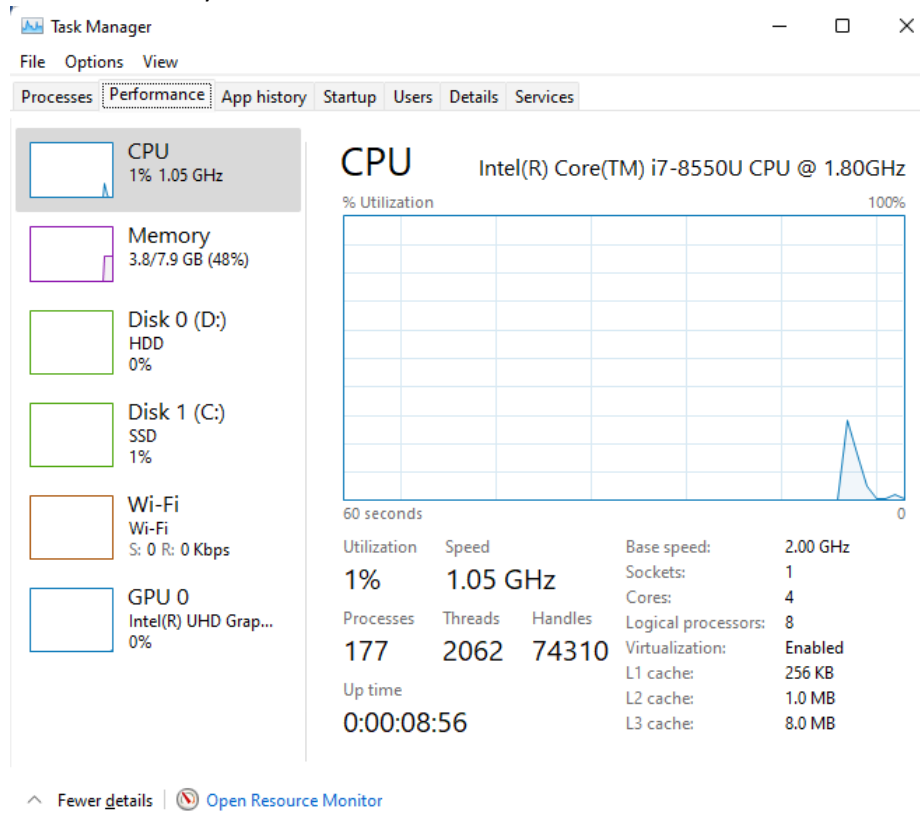 Task Manager
File Options View
Processes Performance App history Startup Users Details Services
CPU
1% 1.05 GHz
Memory
3.8/7.9 GB (48%)
Disk 0 (D:)
HDD
0%
Disk 1 (C:)
SSD
1%
Wi-Fi
Wi-Fi
S: 0 R: 0 Kbps
GPU 0
Intel(R) UHD Grap...
0%
CPU Intel(R) Core(TM) i7-8550U CPU @ 1.80GHz
% Utilization 100%
60 seconds 0
Utilization Speed
1% 1.05 GHz
Processes Threads Handles
177 2062 74310
Up time
0:00:08:56
Base speed: 2.00 GHz
Sockets: 1
Cores: 4
Logical processors: 8
Virtualization: Enabled
L1 cache: 256 KB
L2 cache: 1.0 MB
L3 cache: 8.0 MB
Fewer details Open Resource Monitor